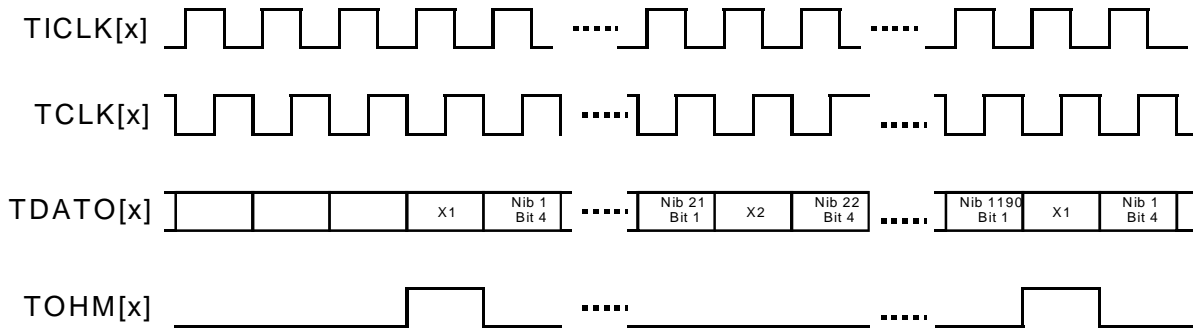 TICLK[x]
TCLK[x]
TDATO[x]
X1
Nib 1
Bit 4
Nib 21
Bit 1
X2
Nib 22
Bit 4
Nib 1190
Bit 1
X1
Nib 1
Bit 4
TOHM[x]